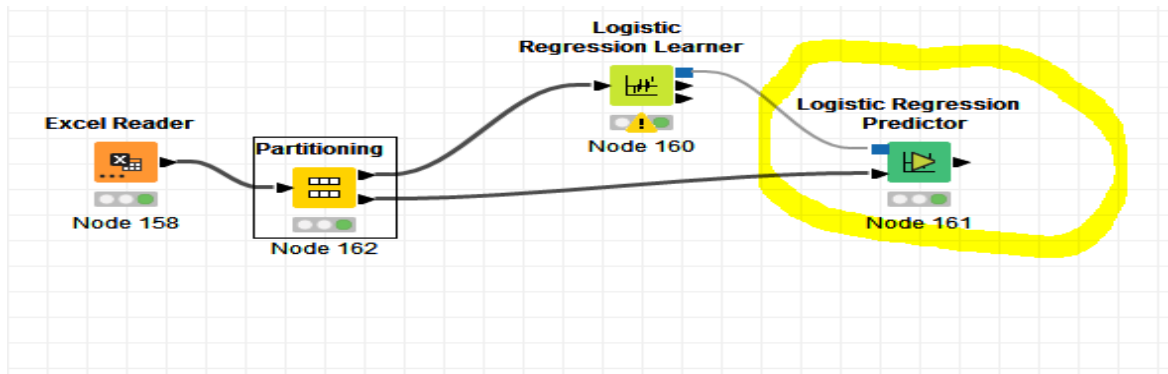 Logistic
Regression Learner
Node 160
Logistic Regression
Predictor
Node 161
Excel Reader
Node 158
Partitioning
Node 162